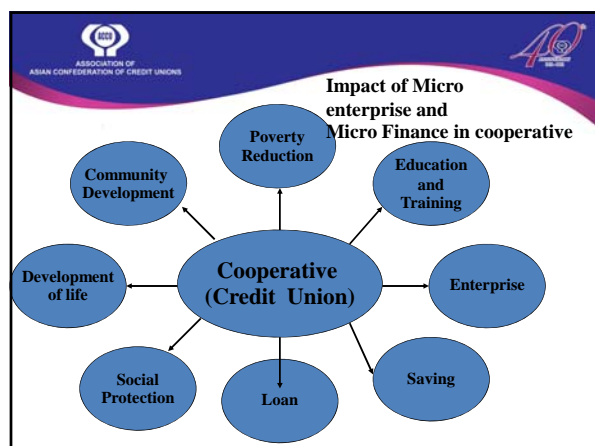 ACCU
ASSOCIATION OF
ASIAN CONFEDERATION OF CREDIT UNIONS
40
Impact of Micro
enterprise and
Micro Finance in cooperative
Poverty
Reduction
Community
Development
Education
and
Training
Development
of life
Cooperative
(Credit Union)
Enterprise
Social
Protection
Loan
Saving